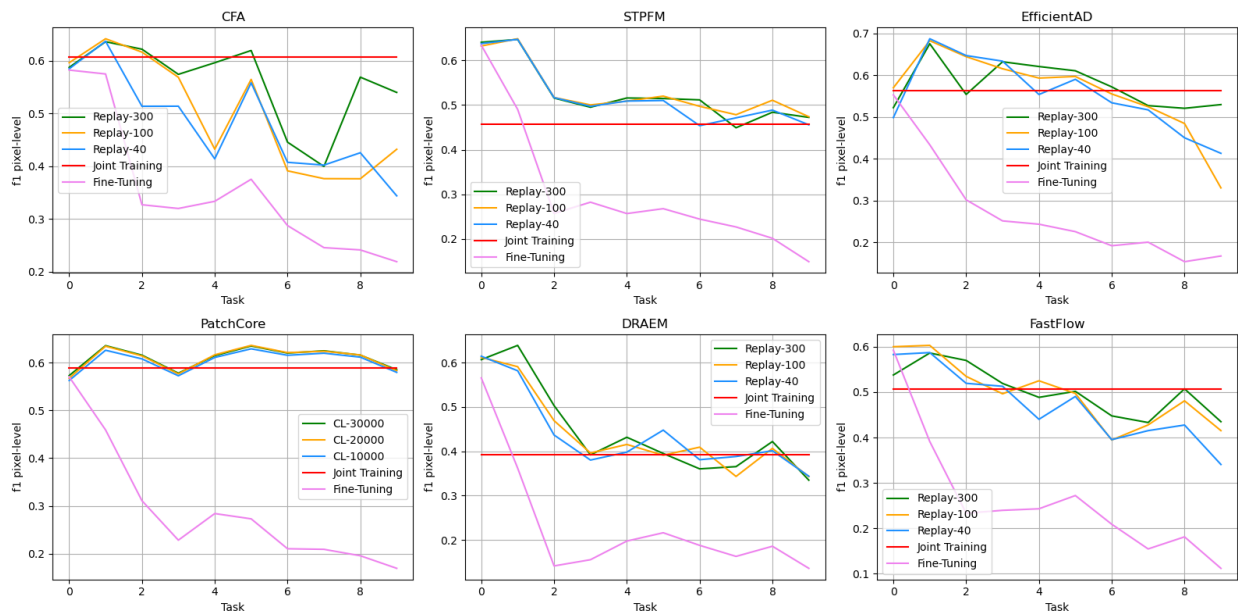 CFA
f1 pixel-level
0.6
0.5
0.4
0.3
0.2
Replay-300
Replay-100
Replay-40
Joint Training
Fine-Tuning
0 2 4 6 8
Task
STPFM
f1 pixel-level
0.6
0.5
0.4
0.3
0.2
Replay-300
Replay-100
Replay-40
Joint Training
Fine-Tuning
0 2 4 6 8
Task
EfficientAD
f1 pixel-level
0.7
0.6
0.5
0.4
0.3
0.2
Replay-300
Replay-100
Replay-40
Joint Training
Fine-Tuning
0 2 4 6 8
Task
PatchCore
f1 pixel-level
0.6
0.5
0.4
0.3
0.2
CL-30000
CL-20000
CL-10000
Joint Training
Fine-Tuning
0 2 4 6 8
Task
DRAEM
f1 pixel-level
0.6
0.5
0.4
0.3
0.2
Replay-300
Replay-100
Replay-40
Joint Training
Fine-Tuning
0 2 4 6 8
Task
FastFlow
f1 pixel-level
0.6
0.5
0.4
0.3
0.2
0.1
Replay-300
Replay-100
Replay-40
Joint Training
Fine-Tuning
0 2 4 6 8
Task